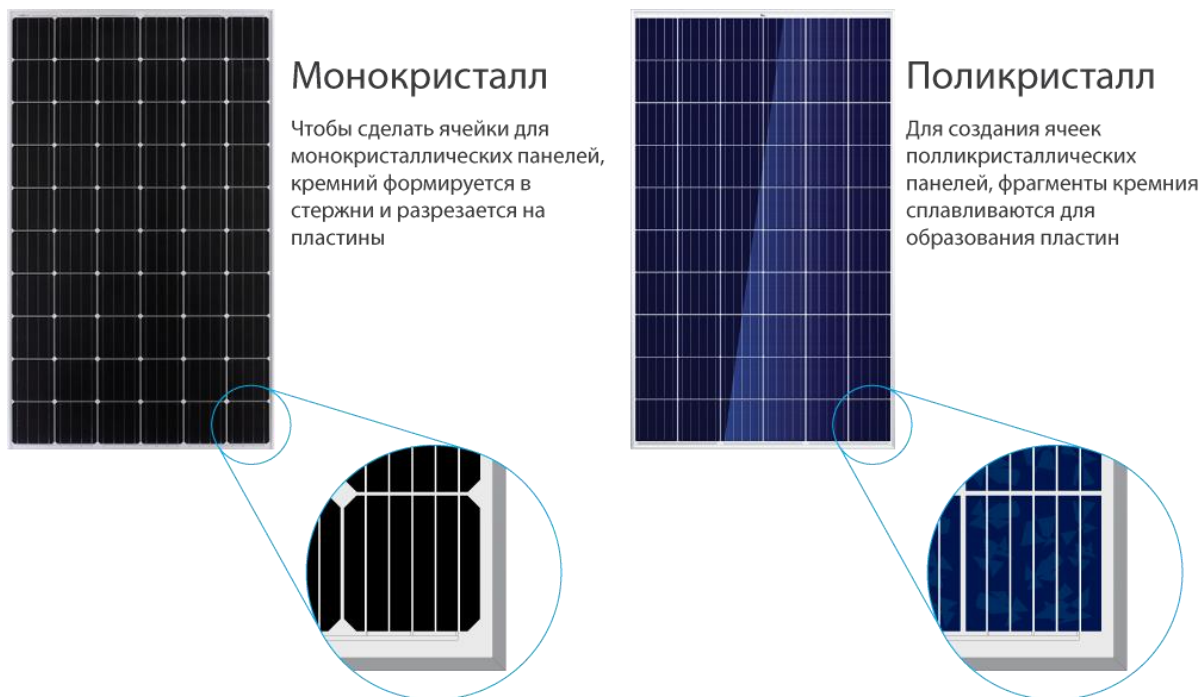 Монокристалл
Чтобы сделать ячейки для
монокристаллических панелей,
кремний формируется в
стержни и разрезается на
пластины
Поликристалл
Для создания ячеек
полликристаллических
панелей, фрагменты кремния
сплавливаются для
образования пластин